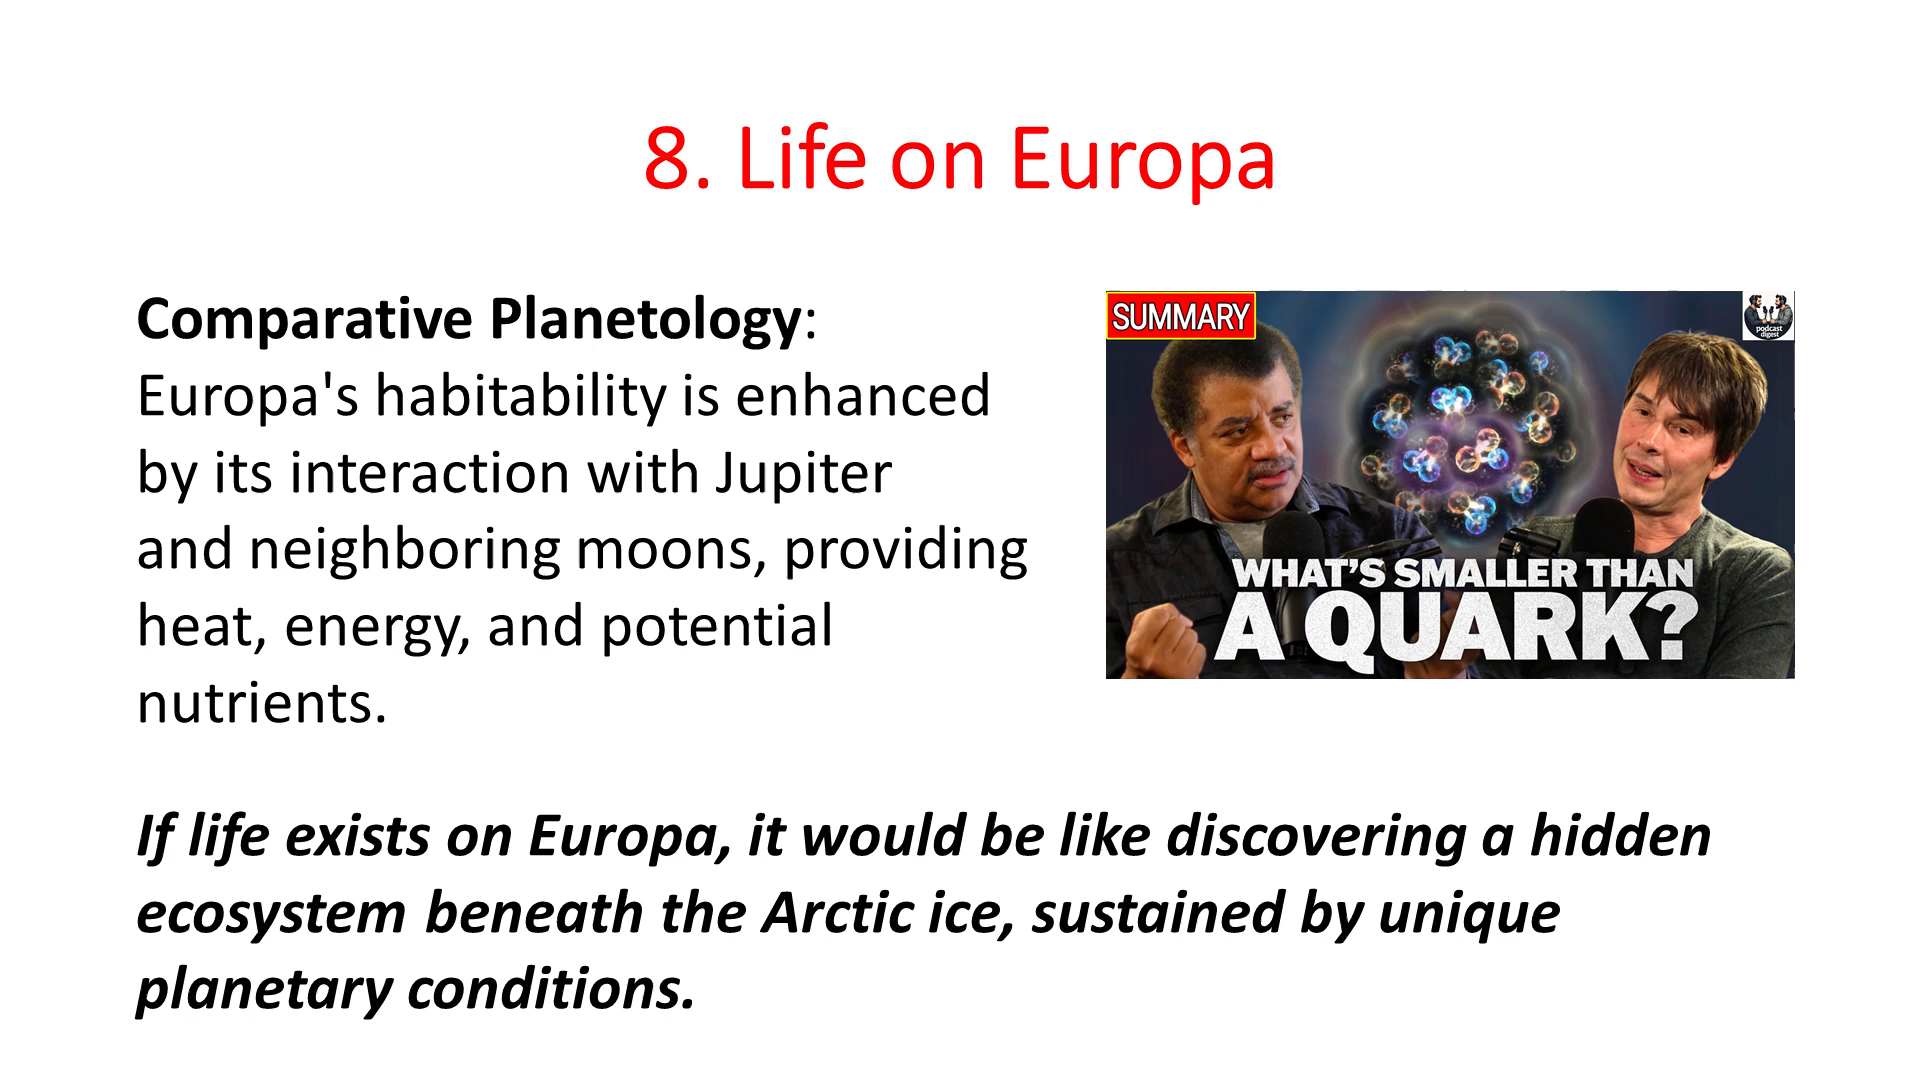 8. Life on Europa
Comparative Planetology:
Europa's habitability is enhanced
by its interaction with Jupiter
and neighboring moons, providing
heat, energy, and potential
nutrients.
SUMMARY
podcast
digest
WHAT'S SMALLER THAN
A QUARK?
If life exists on Europa, it would be like discovering a hidden
ecosystem beneath the Arctic ice, sustained by unique
planetary conditions.